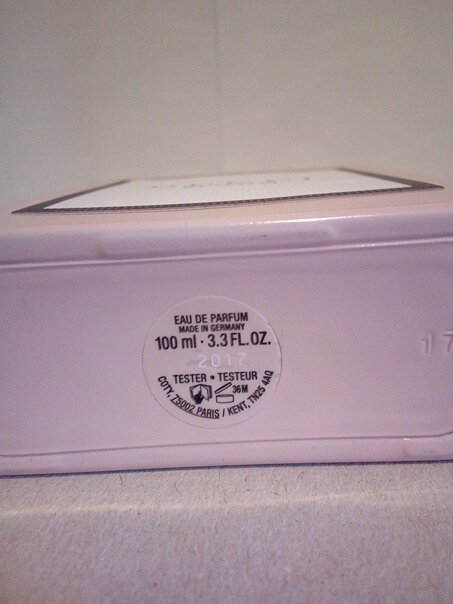 EAU DE PARFUM
MADE IN GERMANY
100 ml · 3.3 FL.OZ.
2017
TESTER • TESTEUR
36M
COTY, 75002 PARIS / KENT, TN25 4AQ
17